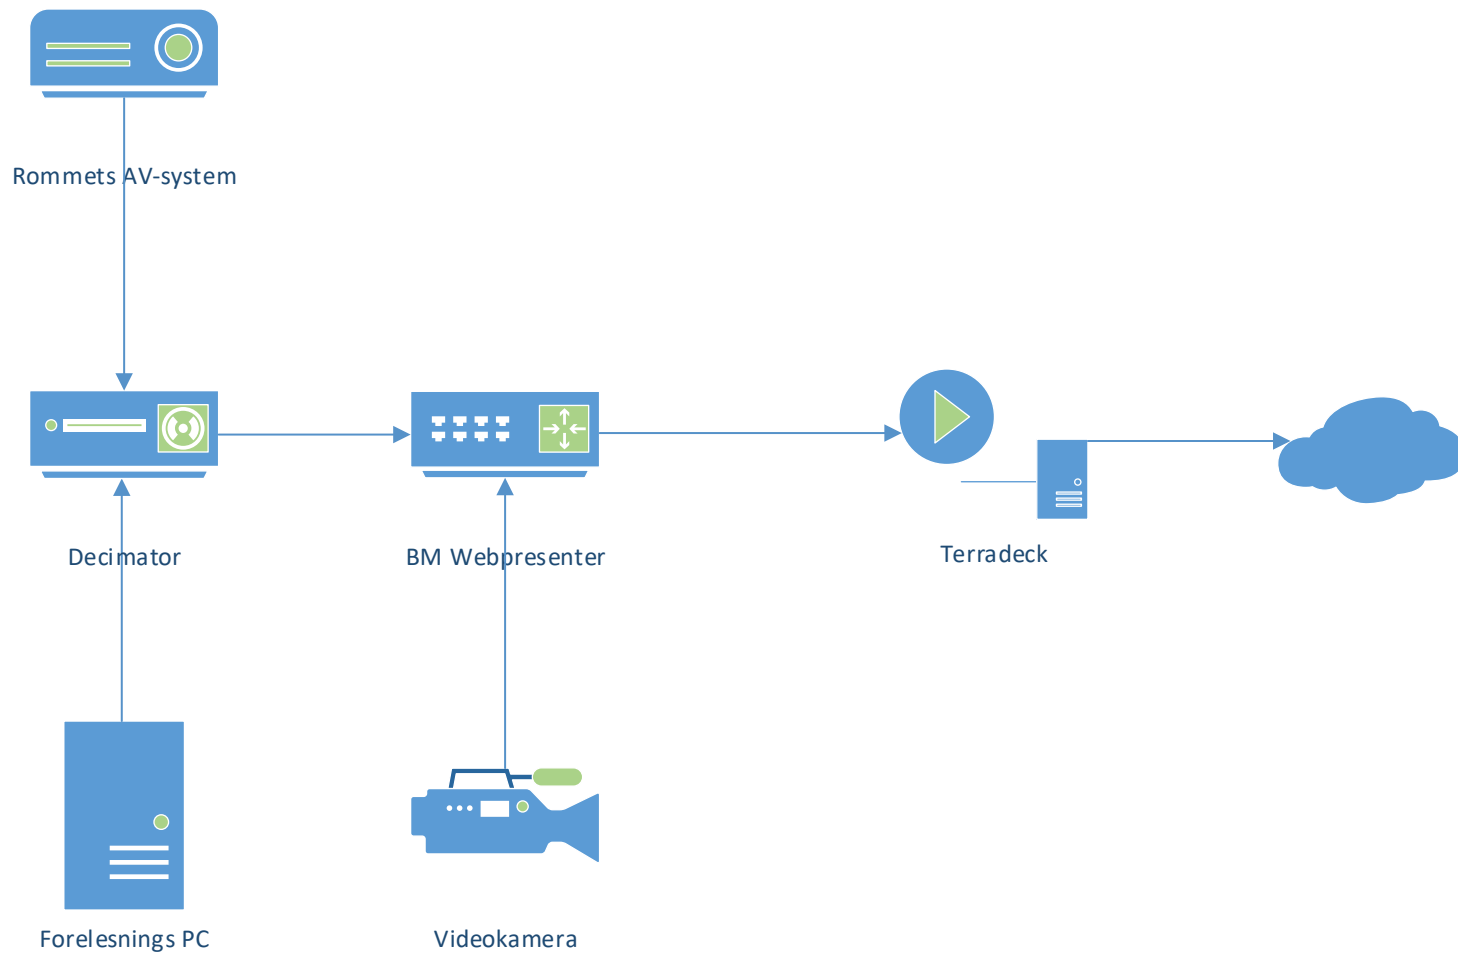 Rommets AV-system
Decimator
BM Webpresenter
Terradeck
Forelesnings PC
Videokamera